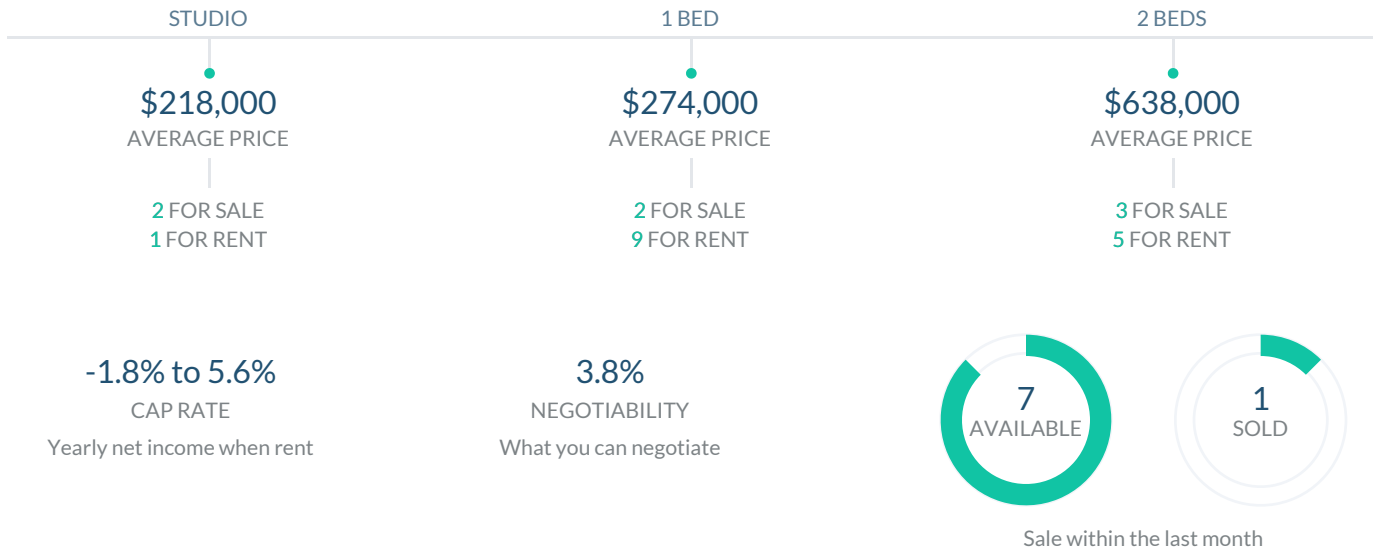 STUDIO
$218,000
AVERAGE PRICE
2 FOR SALE
1 FOR RENT
1 BED
$274,000
AVERAGE PRICE
2 FOR SALE
9 FOR RENT
2 BEDS
$638,000
AVERAGE PRICE
3 FOR SALE
5 FOR RENT
-1.8% to 5.6%
CAP RATE
Yearly net income when rent
3.8%
NEGOTIABILITY
What you can negotiate
7
AVAILABLE
1
SOLD
Sale within the last month